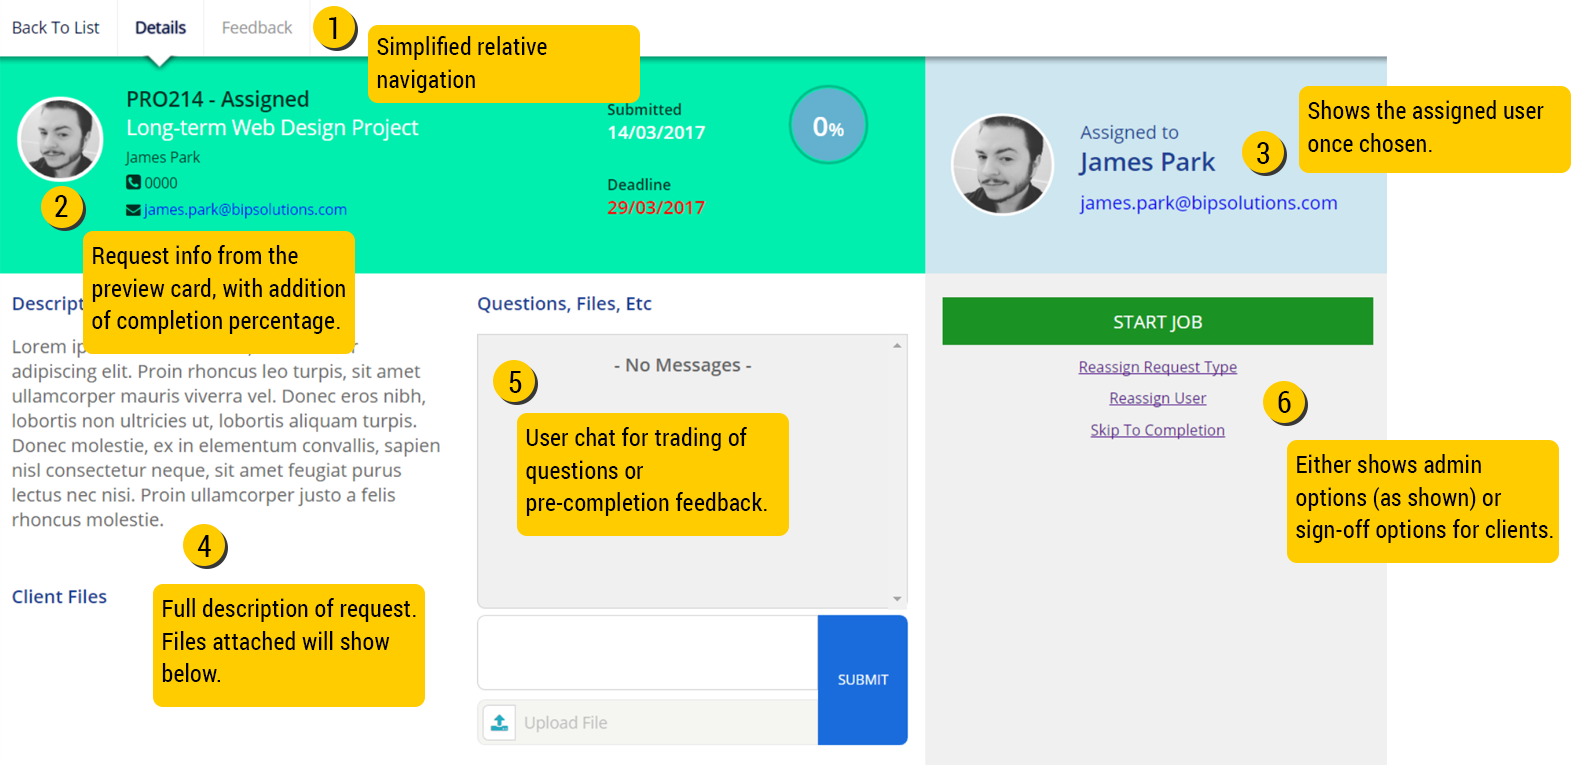 Back To List
Details
Feedback
1
Simplified relative
navigation
PRO214 - Assigned
Long-term Web Design Project
James Park
0000
james.park@bipsolutions.com
2
Request info from the
preview card, with addition
of completion percentage.
Submitted
14/03/2017
Deadline
29/03/2017
0%
Assigned to
James Park
james.park@bipsolutions.com
3
Shows the assigned user
once chosen.
Descript
Lorem ip
adipiscing elit. Proin rhoncus leo turpis, sit amet
ullamcorper mauris viverra vel. Donec eros nibh,
lobortis non ultricies ut, lobortis aliquam turpis.
Donec molestie, ex in elementum convallis, sapien
nisl consectetur neque, sit amet feugiat purus
lectus nec nisi. Proin ullamcorper justo a felis
rhoncus molestie.
4
Client Files
Full description of request.
Files attached will show
below.
Questions, Files, Etc
- No Messages -
5
User chat for trading of
questions or
pre-completion feedback.
SUBMIT
Upload File
START JOB
Reassign Request Type
Reassign User
Skip To Completion
6
Either shows admin
options (as shown) or
sign-off options for clients.